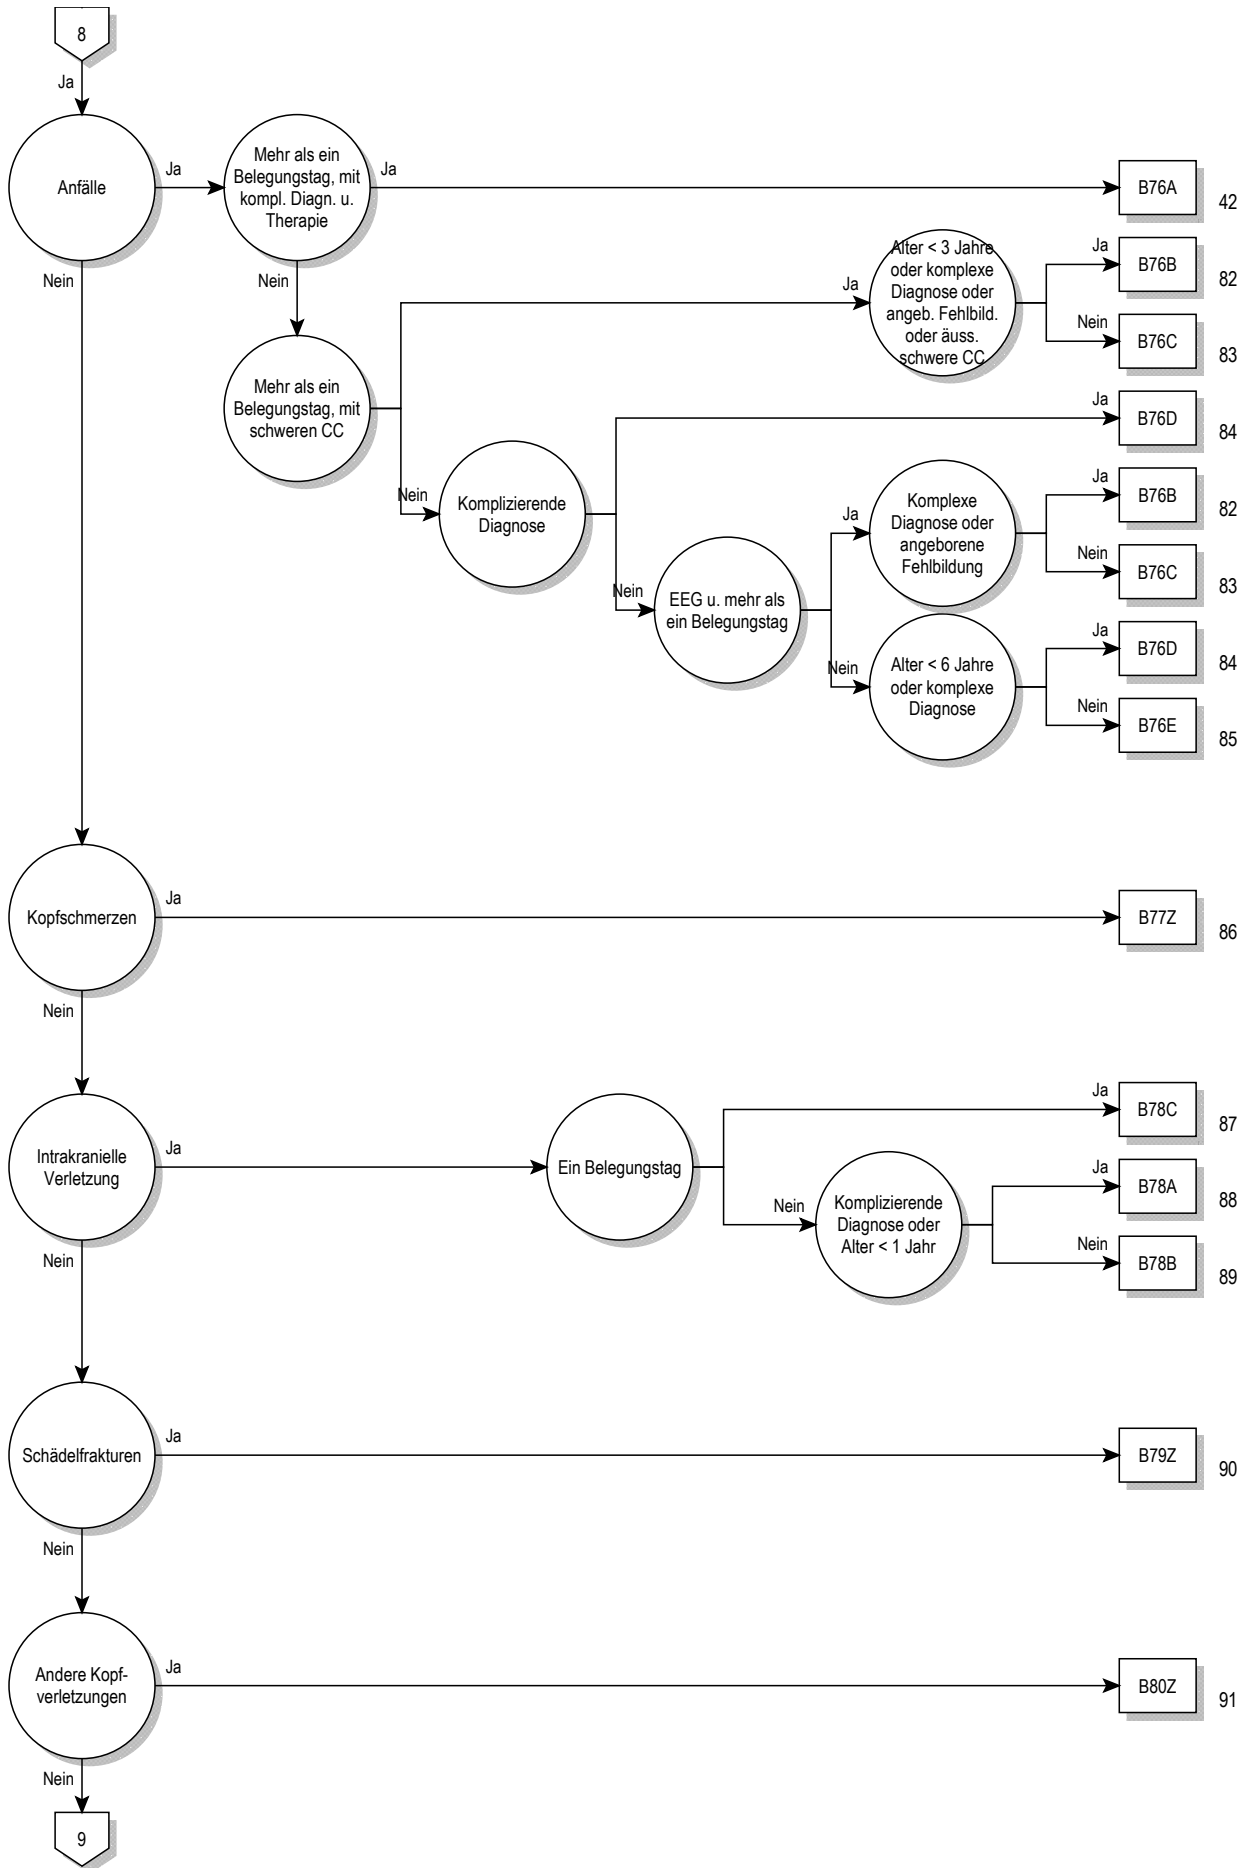 8
Ja
Anfälle
Ja
Mehr als ein
Belegungstag, mit
kompl. Diagn. u.
Therapie
Ja
B76A
42
Nein
Nein
Mehr als ein
Belegungstag, mit
schweren CC
Ja
Alter < 3 Jahre
oder komplexe
Diagnose oder
angeb. Fehlbild.
oder äuss.
schwere CC
Ja
B76B
82
Nein
B76C
83
Nein
Komplizierende
Diagnose
Ja
B76D
84
Nein
EEG u. mehr als
ein Belegungstag
Ja
Komplexe
Diagnose oder
angeborene
Fehlbildung
Ja
B76B
82
Nein
B76C
83
Nein
Alter < 6 Jahre
oder komplexe
Diagnose
Ja
B76D
84
Nein
B76E
85
Kopfschmerzen
Ja
B77Z
86
Nein
Intrakranielle
Verletzung
Ja
Ein Belegungstag
Ja
B78C
87
Nein
Komplizierende
Diagnose oder
Alter < 1 Jahr
Ja
B78A
88
Nein
B78B
89
Nein
Schädelfrakturen
Ja
B79Z
90
Nein
Andere Kopf-
verletzungen
Ja
B80Z
91
Nein
9